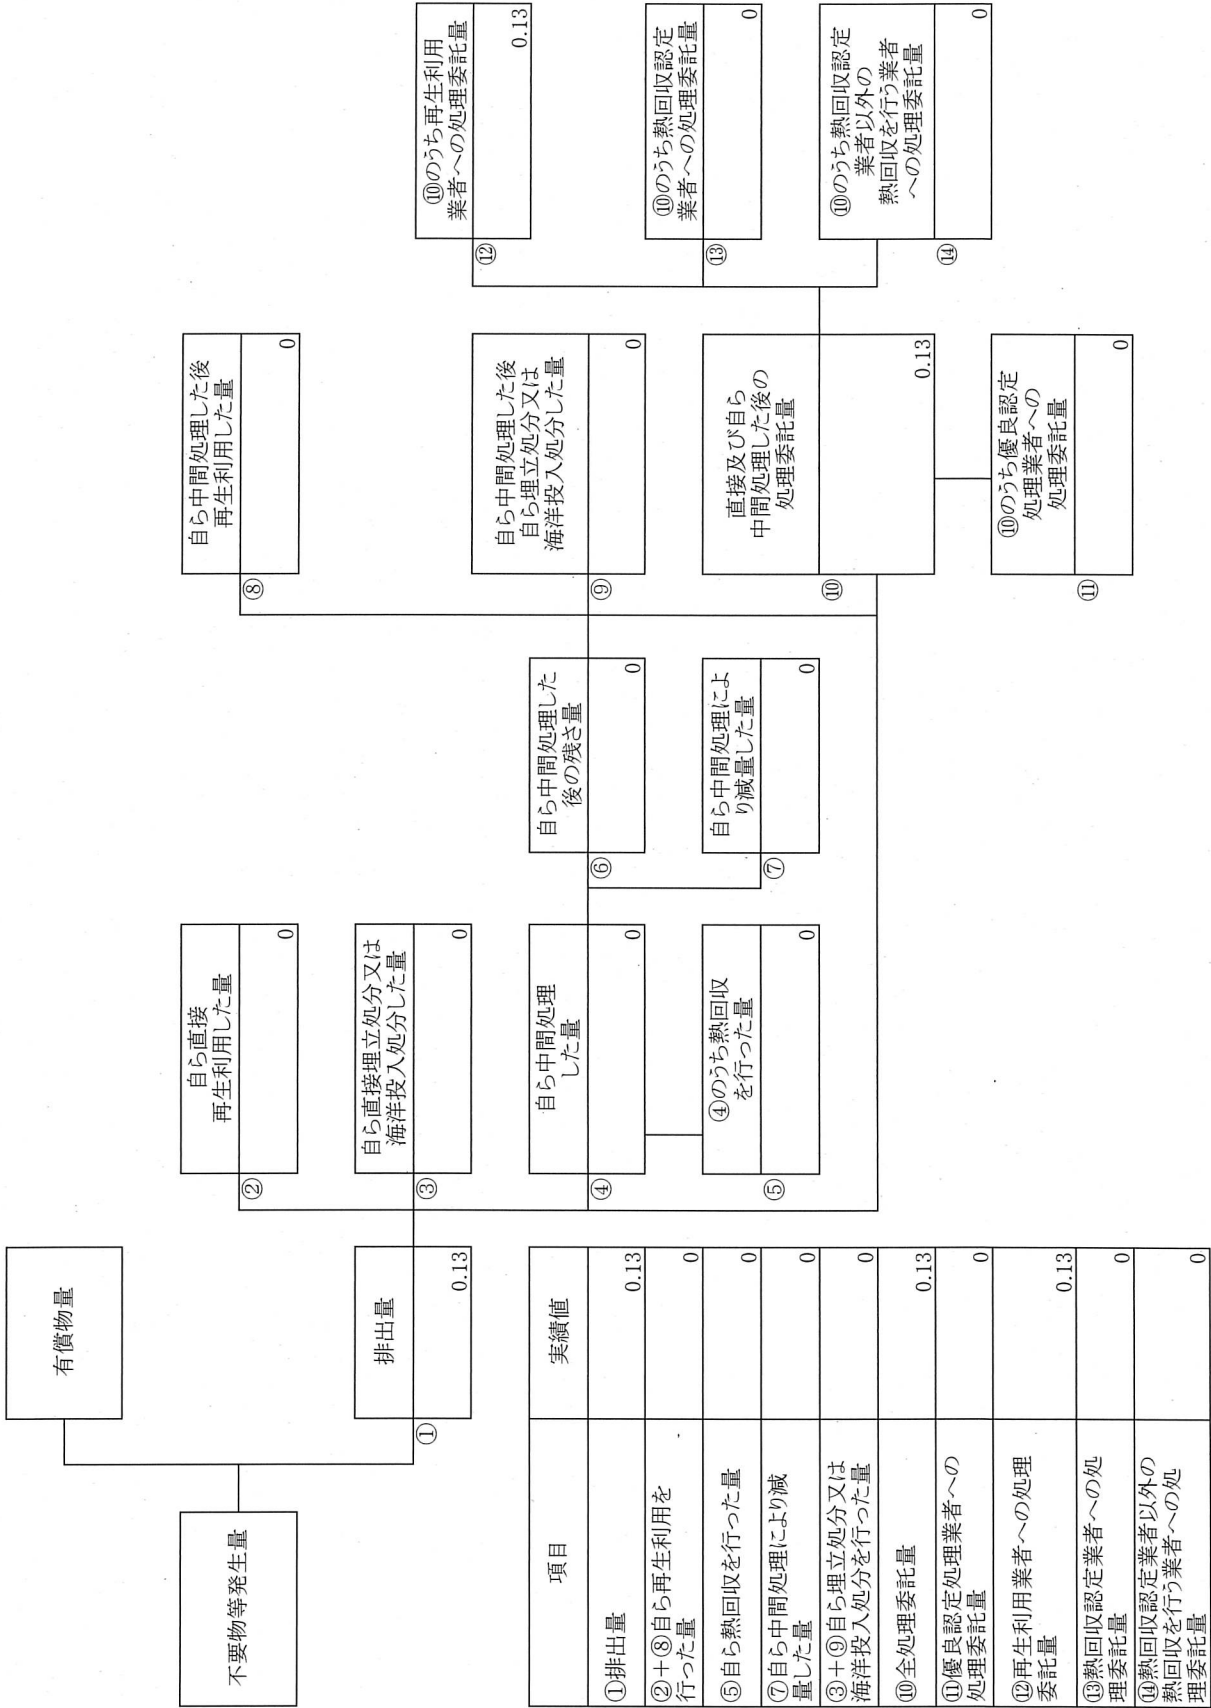 不要物等発生量
有償物量
①
排出量
0.13
②
自ら直接
再生利用した量
0
③
自ら直接埋立処分又は
海洋投入処分した量
0
④
自ら中間処理
した量
0
⑤
④のうち熱回収
を行った量
0
⑥
自ら中間処理した
後の残さ量
0
⑦
自ら中間処理によ
り減量した量
0
⑧
自ら中間処理した後
再生利用した量
0
⑨
自ら中間処理した後
自ら埋立処分又は
海洋投入処分した量
0
⑩
直接及び自ら
中間処理した後の
処理委託量
0.13
⑪
⑩のうち優良認定
処理業者への
処理委託量
0
⑫
⑩のうち再生利用
業者への処理委託量
0.13
⑬
⑩のうち熱回収認定
業者への処理委託量
0
⑭
⑩のうち熱回収認定
業者以外の
熱回収を行う業者
への処理委託量
0
項目 実績値
①排出量 0.13
②+⑧自ら再生利用を
行った量 0
⑤自ら熱回収を行った量 0
⑦自ら中間処理により減
量した量 0
③+⑨自ら埋立処分又は
海洋投入処分を行った量 0
⑩全処理委託量 0.13
⑪優良認定処理業者への
処理委託量 0
⑫再生利用業者への処理
委託量 0.13
⑬熱回収認定業者への処
理委託量 0
⑭熱回収認定業者以外の
熱回収を行う業者への処
理委託量 0